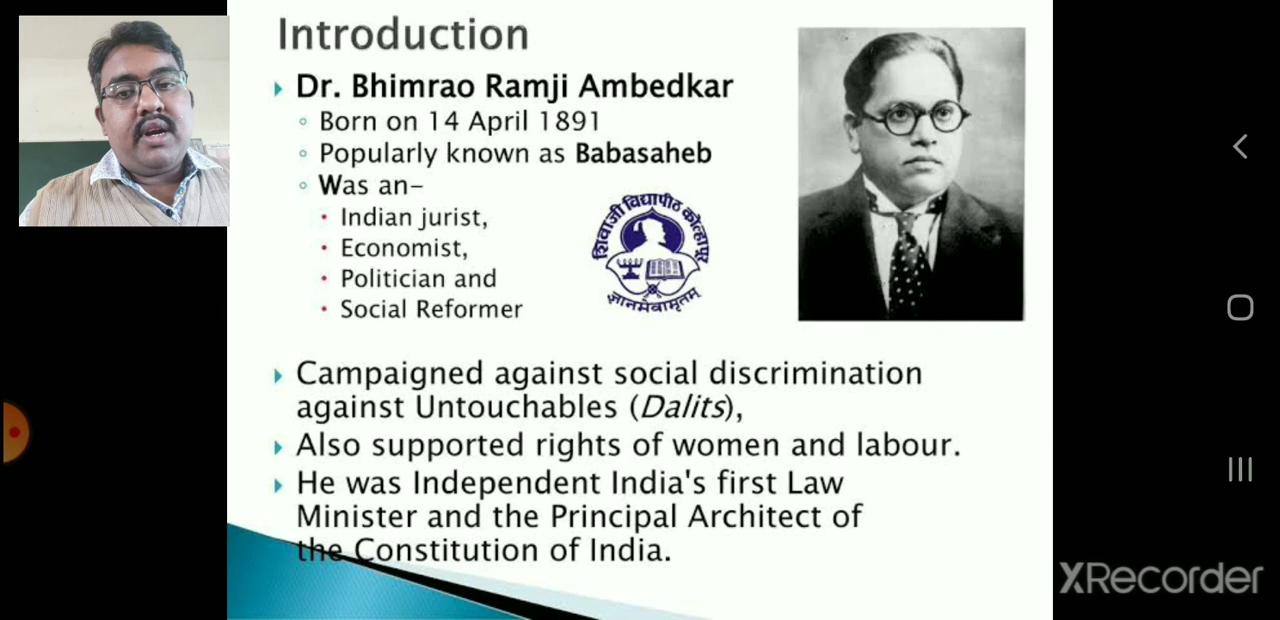 Introduction
Dr. Bhimrao Ramji Ambedkar
Born on 14 April 1891
Popularly known as Babasaheb
Was an-
Indian jurist,
Economist,
Politician and
Social Reformer
शिवाजी विद्यापीठ कोल्हापूर
ज्ञानमेवामृतम्
Campaigned against social discrimination
against Untouchables (Dalits),
Also supported rights of women and labour.
He was Independent India's first Law
Minister and the Principal Architect of
the Constitution of India.
XRecorder